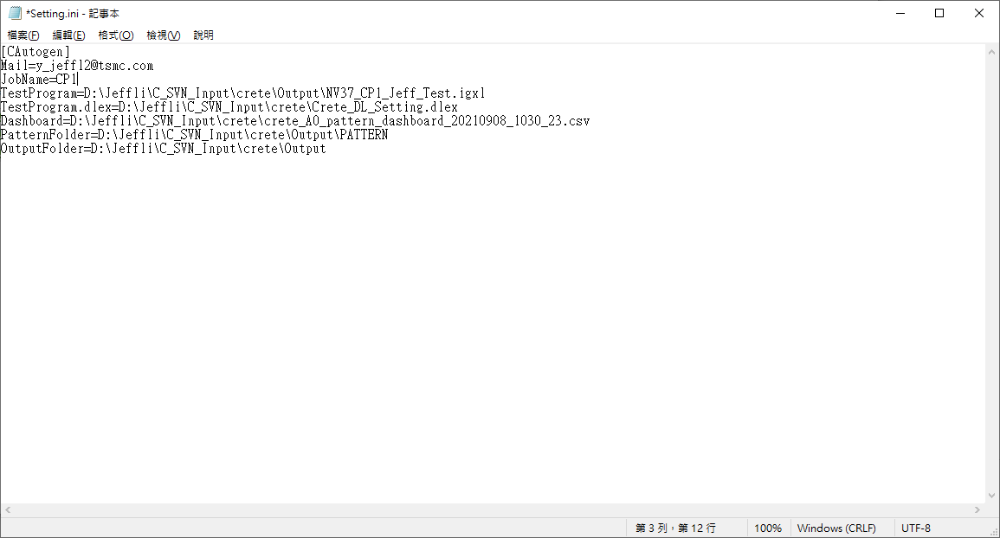 *Setting.ini - 記事本
檔案(F) 編輯(E) 格式(O) 檢視(V) 說明
[CAutogen]
Mail=y_jeffl2@tsmc.com
JobName=CP1
TestProgram=D:\Jeffli\C_SVN_Input\crete\Output\NV37_CP1_Jeff_Test.igxl
TestProgram.dlex=D:\Jeffli\C_SVN_Input\crete\Crete_DL_Setting.dlex
Dashboard=D:\Jeffli\C_SVN_Input\crete\crete_A0_pattern_dashboard_20210908_1030_23.csv
PatternFolder=D:\Jeffli\C_SVN_Input\crete\Output\PATTERN
OutputFolder=D:\Jeffli\C_SVN_Input\crete\Output
第 3 列，第 12 行 100% Windows (CRLF) UTF-8